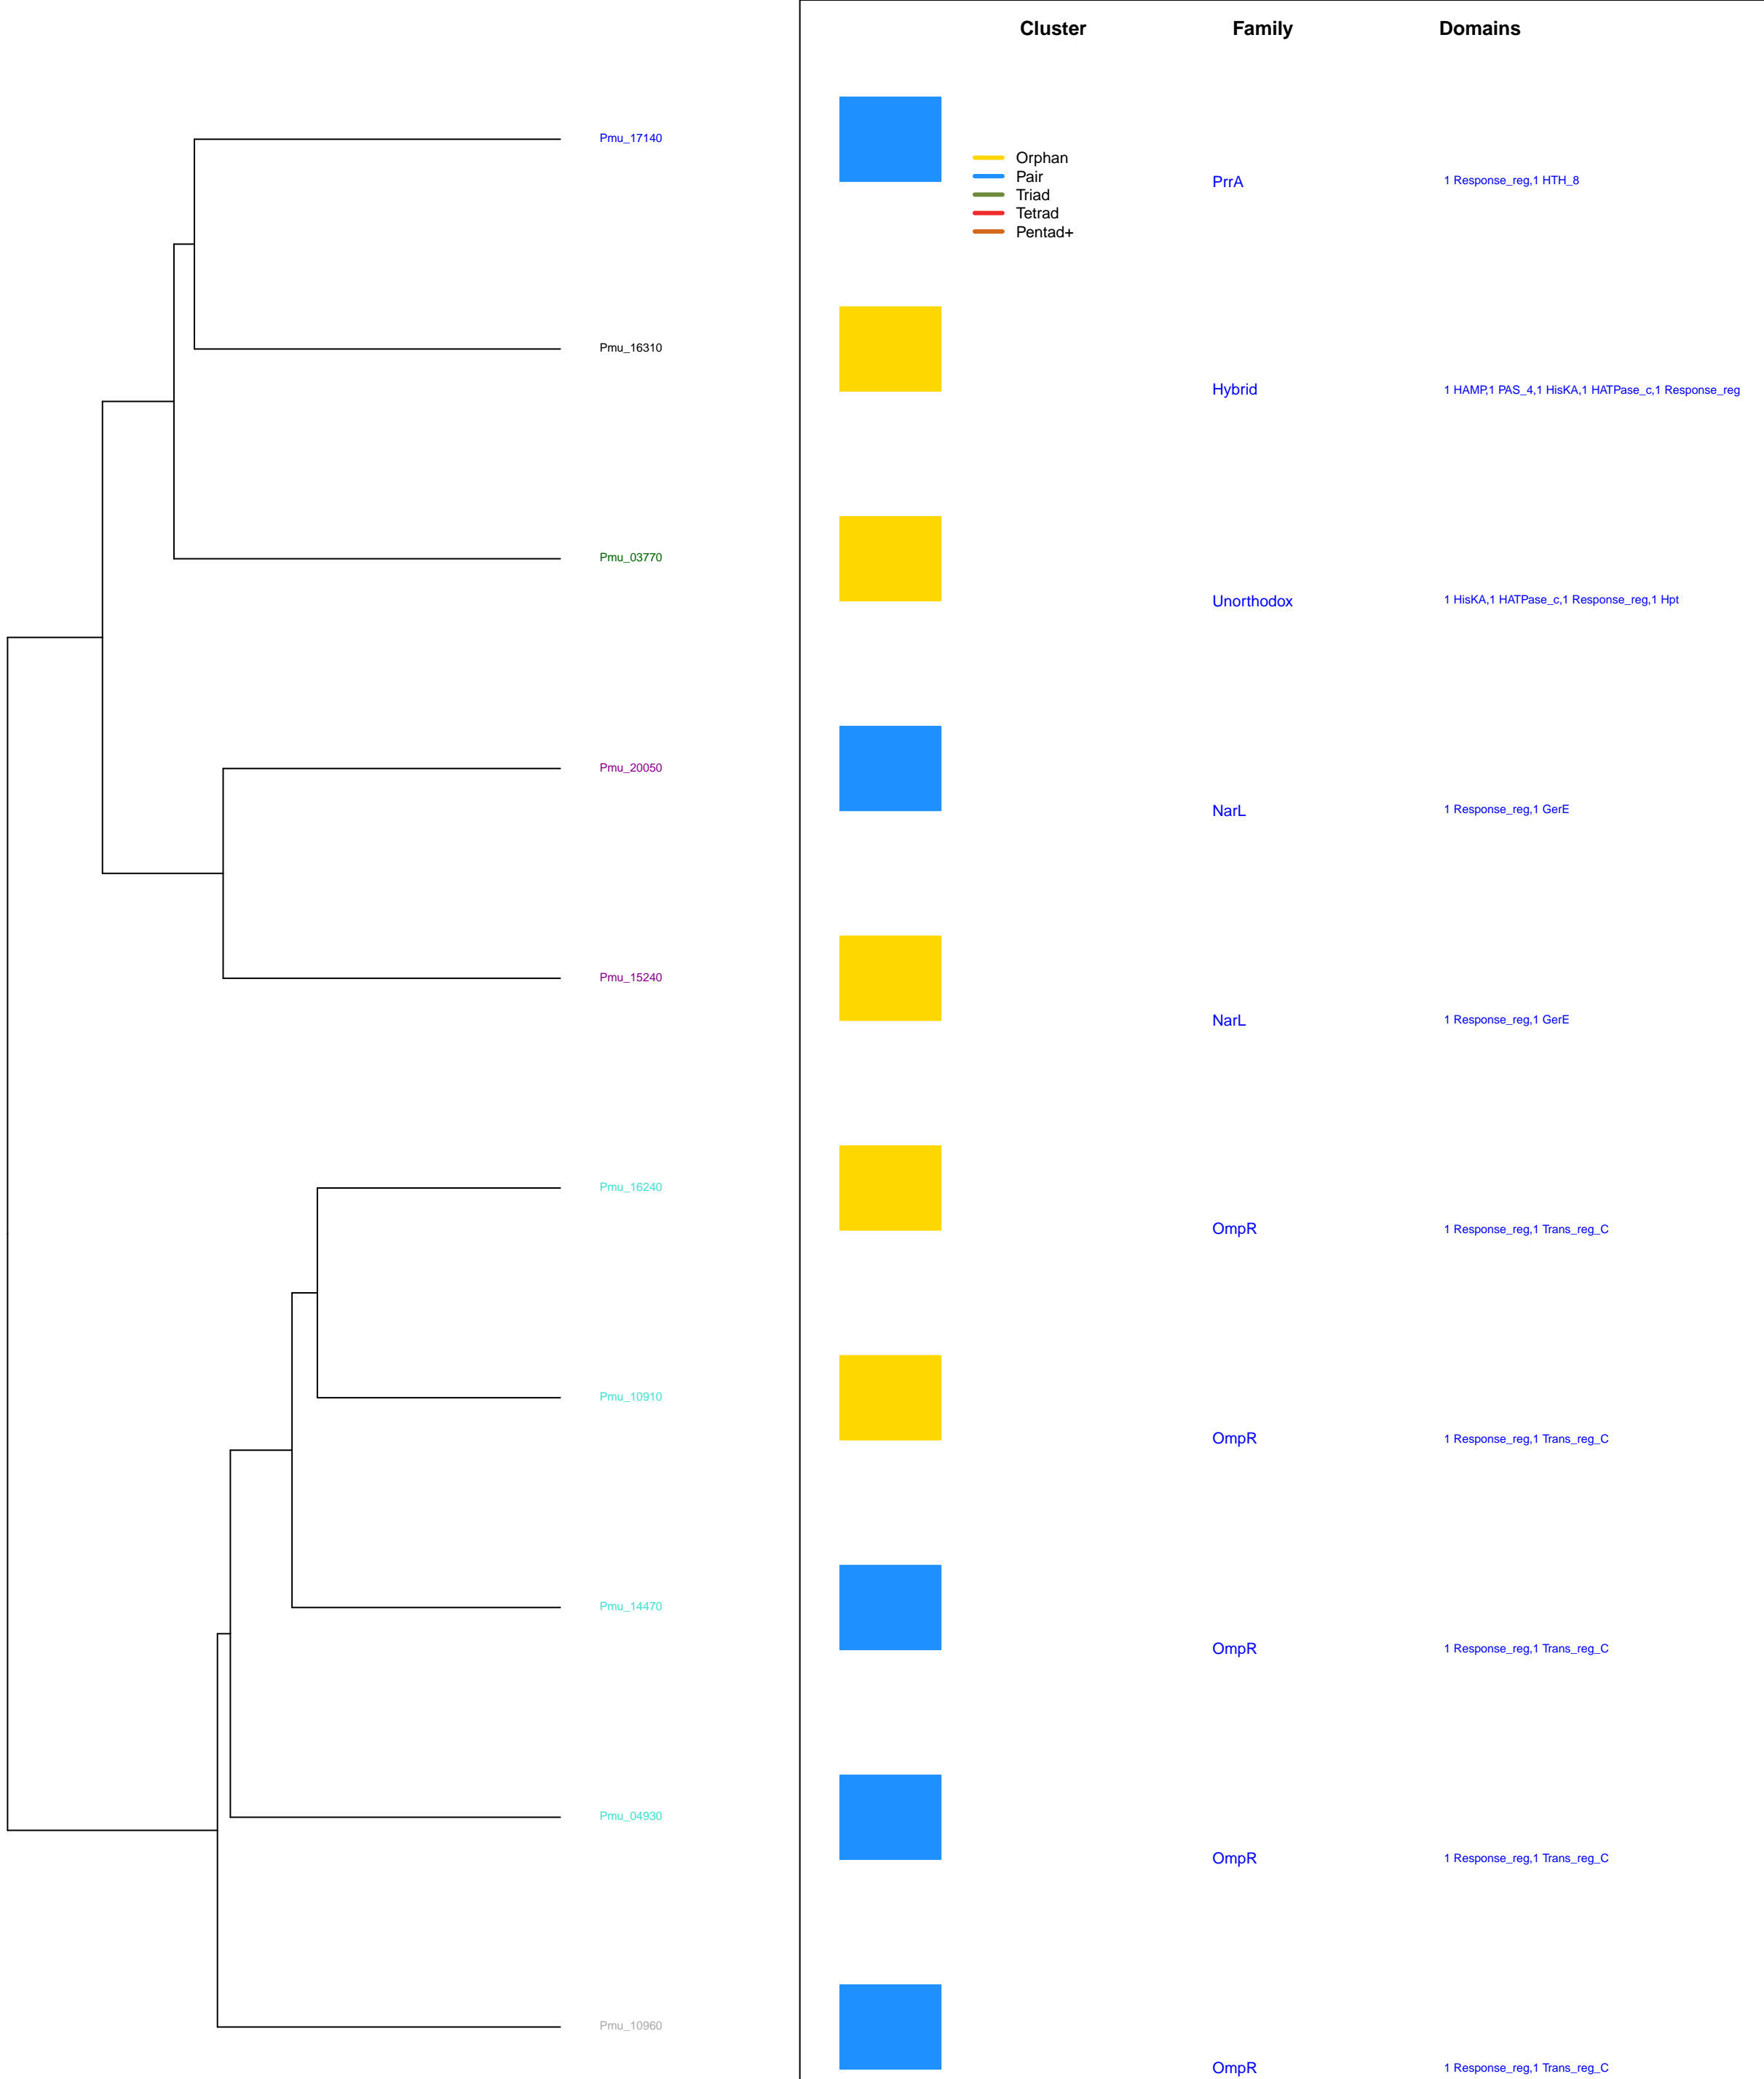 Cluster Family Domains
Pmu_17140
Orphan
Pair
Triad
Tetrad
Pentad+
PrrA 1 Response_reg,1 HTH_8
Pmu_16310
Hybrid 1 HAMP,1 PAS_4,1 HisKA,1 HATPase_c,1 Response_reg
Pmu_03770
Unorthodox 1 HisKA,1 HATPase_c,1 Response_reg,1 Hpt
Pmu_20050
NarL 1 Response_reg,1 GerE
Pmu_15240
NarL 1 Response_reg,1 GerE
Pmu_16240
OmpR 1 Response_reg,1 Trans_reg_C
Pmu_10910
OmpR 1 Response_reg,1 Trans_reg_C
Pmu_14470
OmpR 1 Response_reg,1 Trans_reg_C
Pmu_04930
OmpR 1 Response_reg,1 Trans_reg_C
Pmu_10960
OmpR 1 Response_reg,1 Trans_reg_C